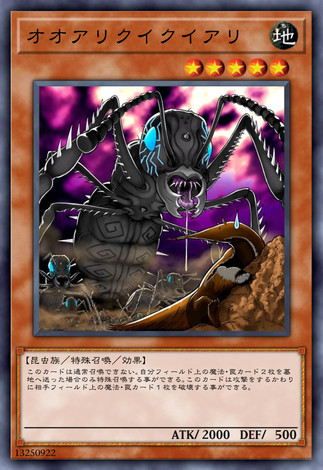 オオアリクイクイアリ
地
【昆虫族／特殊召喚／効果】
このカードは通常召喚できない。自分フィールド上の魔法・罠カード２枚を墓
地へ送った場合のみ特殊召喚する事ができる。このカードは攻撃をするかわり
に相手フィールド上の魔法・罠カード１枚を破壊する事ができる。
ATK/ 2000 DEF/ 500
13250922